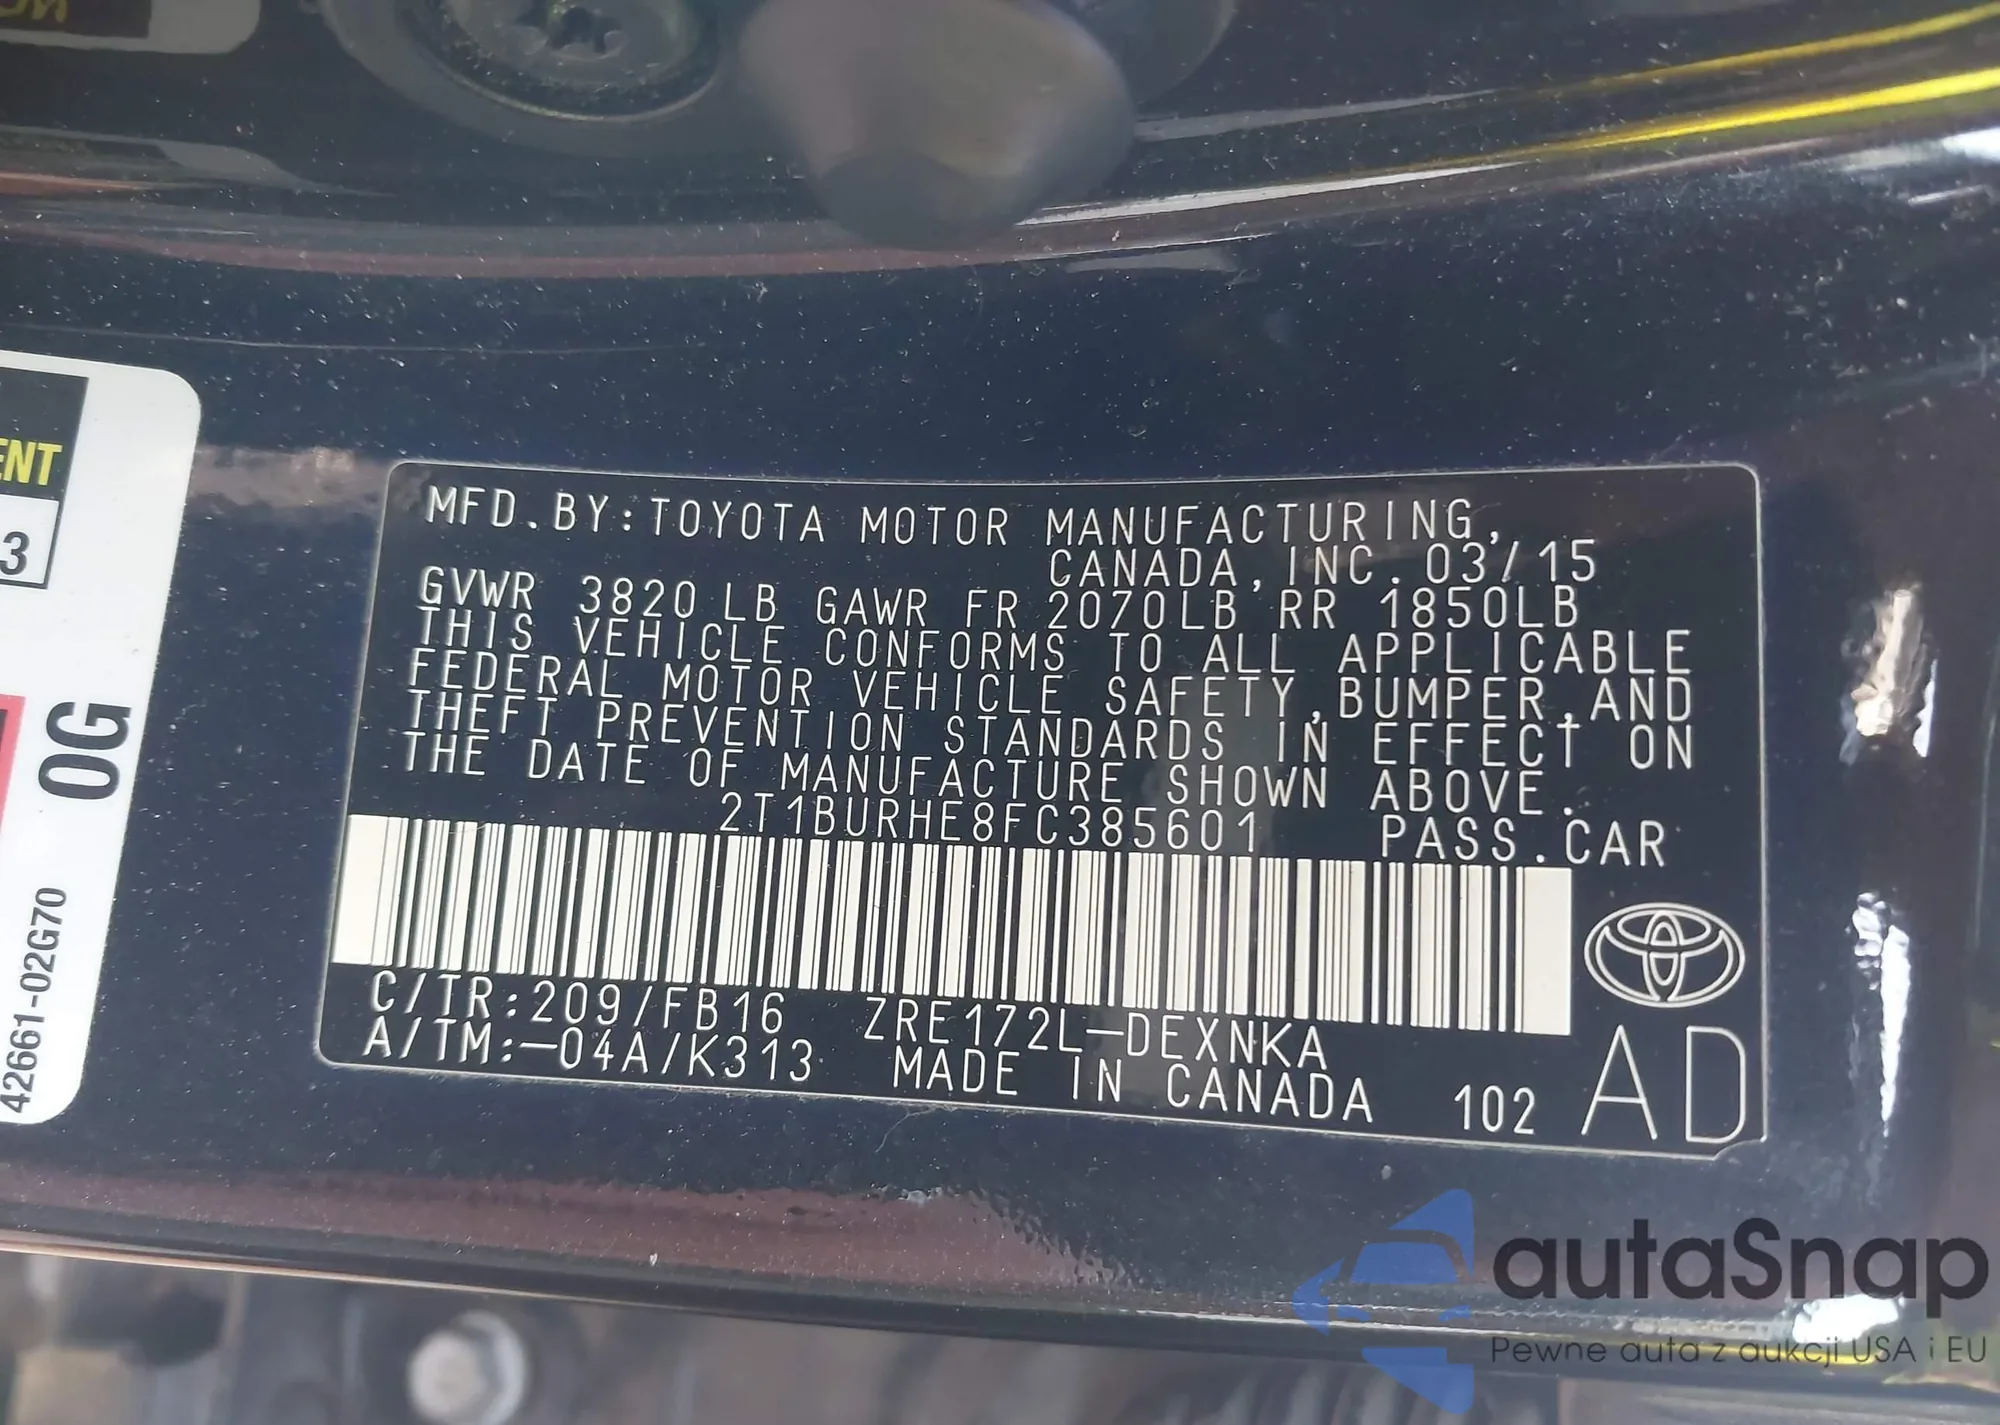 ENT
3
0G
42661-02G70
MFD.BY:TOYOTA MOTOR MANUFACTURING,
CANADA,INC. 03/15
GVWR 3820 LB GAWR FR 2070LB RR 1850LB
THIS VEHICLE CONFORMS TO ALL APPLICABLE
FEDERAL MOTOR VEHICLE SAFETY,BUMPER,AND
THEFT PREVENTION STANDARDS IN EFFECT ON
THE DATE OF MANUFACTURE SHOWN ABOVE.
2T1BURHE8FC385601 PASS.CAR
C/TR:209/FB16 ZRE172L-DEXNKA
A/TM:-04A/K313 MADE IN CANADA 102 AD
autaSnap
Pewne auta z aukcji USA i EU